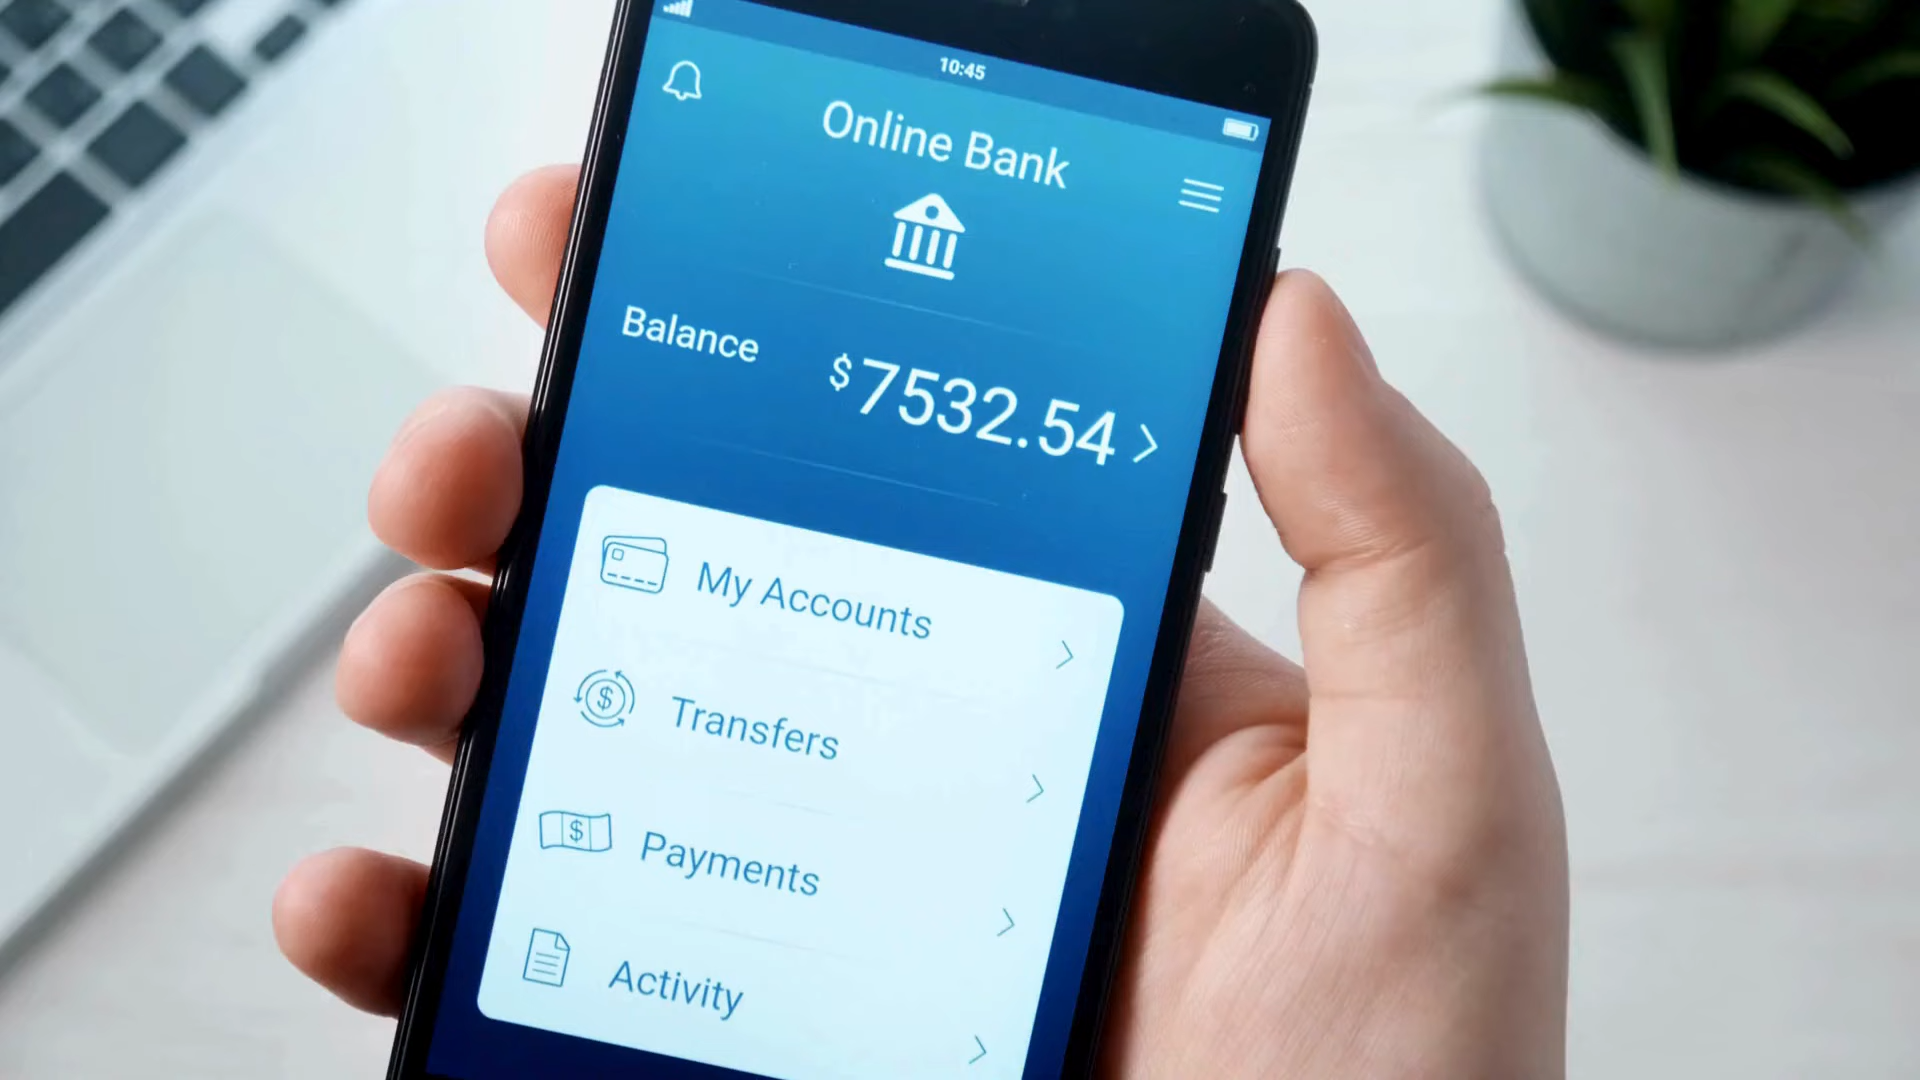 10:45
Online Bank
Balance $7532.54
My Accounts
Transfers
Payments
Activity